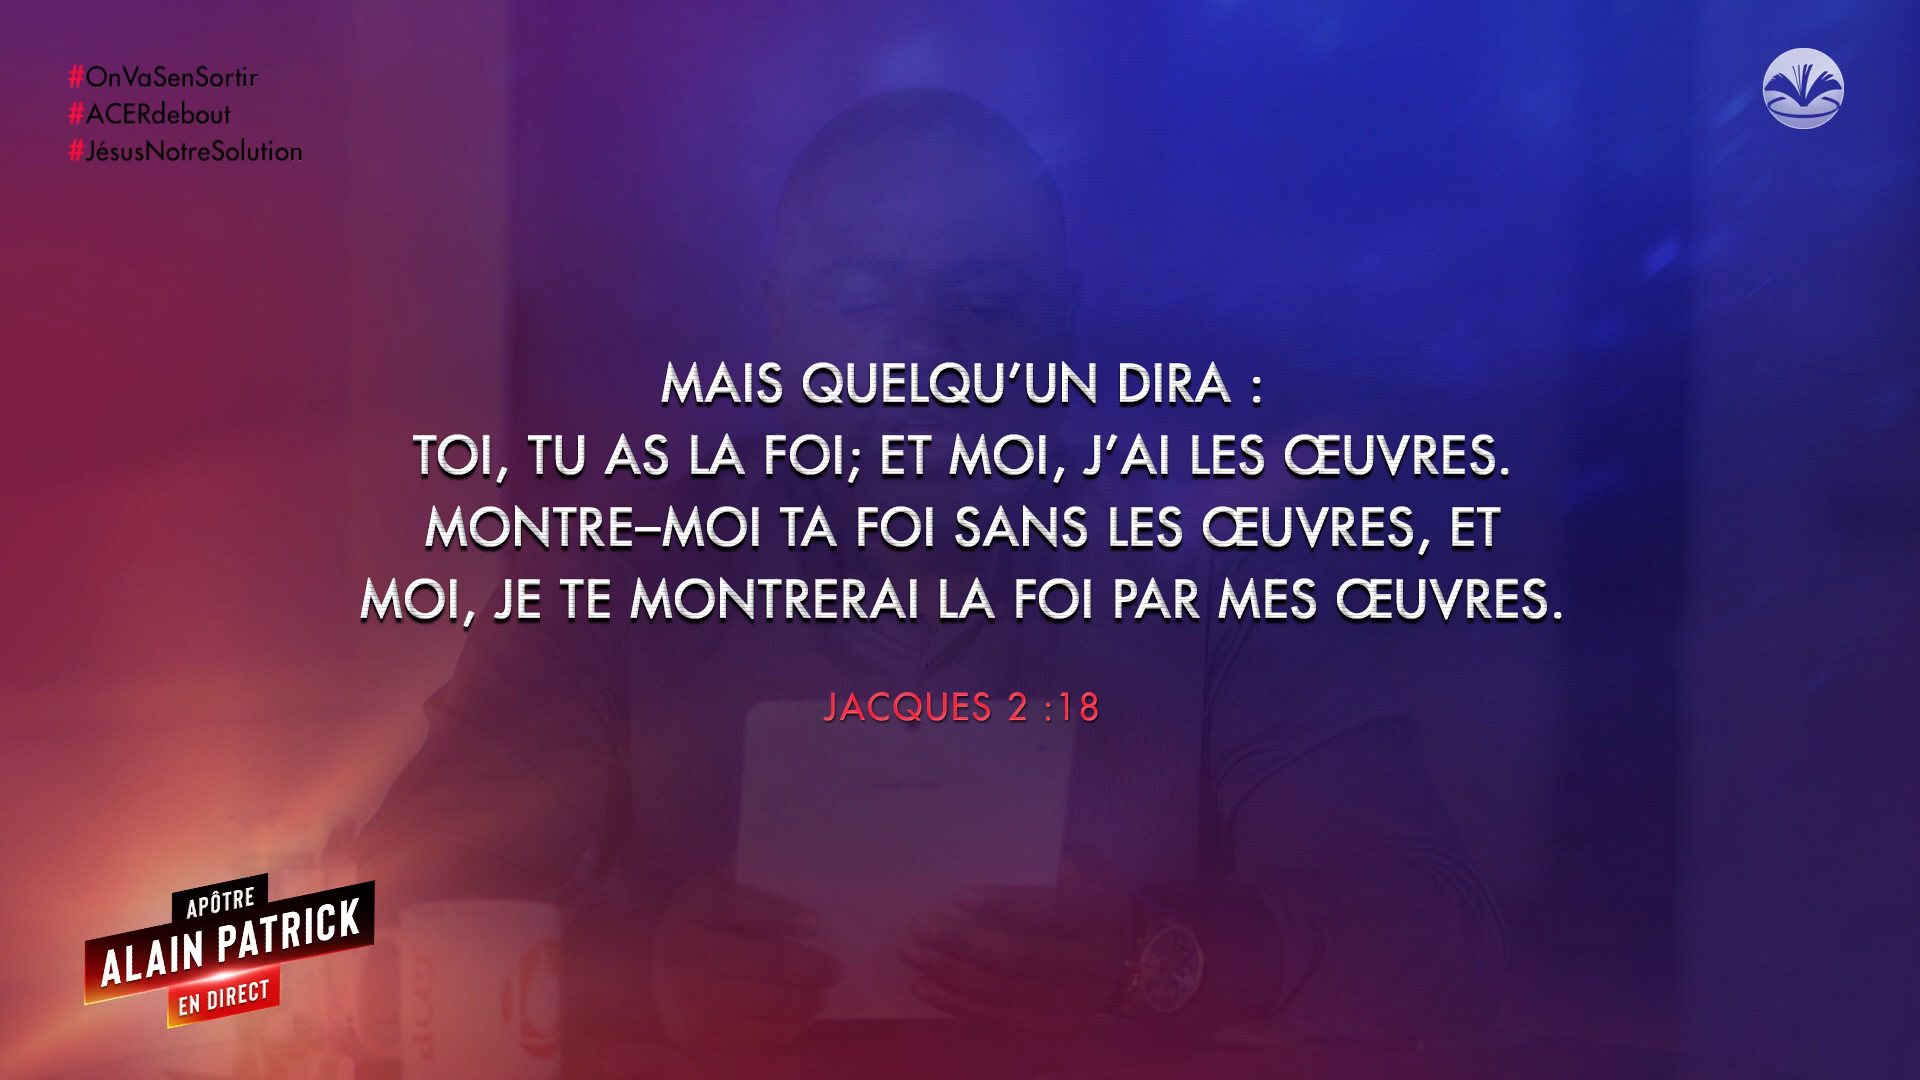 #OnVaSenSortir
#ACERdebout
#JésusNotreSolution
MAIS QUELQU’UN DIRA :
TOI, TU AS LA FOI; ET MOI, J’AI LES ŒUVRES.
MONTRE–MOI TA FOI SANS LES ŒUVRES, ET
MOI, JE TE MONTRERAI LA FOI PAR MES ŒUVRES.
JACQUES 2 :18
APÔTRE
ALAIN PATRICK
EN DIRECT